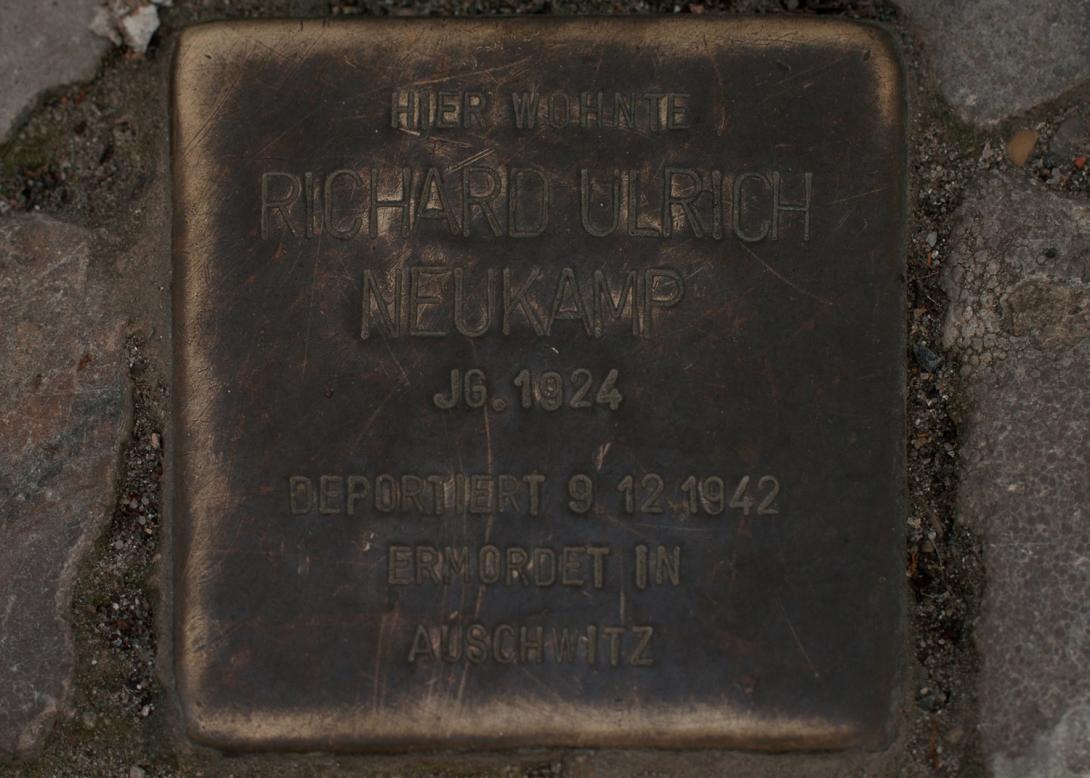 HIER WOHNTE
RICHARD ULRICH
NEUKAMP
JG. 1924
DEPORTIERT 9.12.1942
ERMORDET IN
AUSCHWITZ